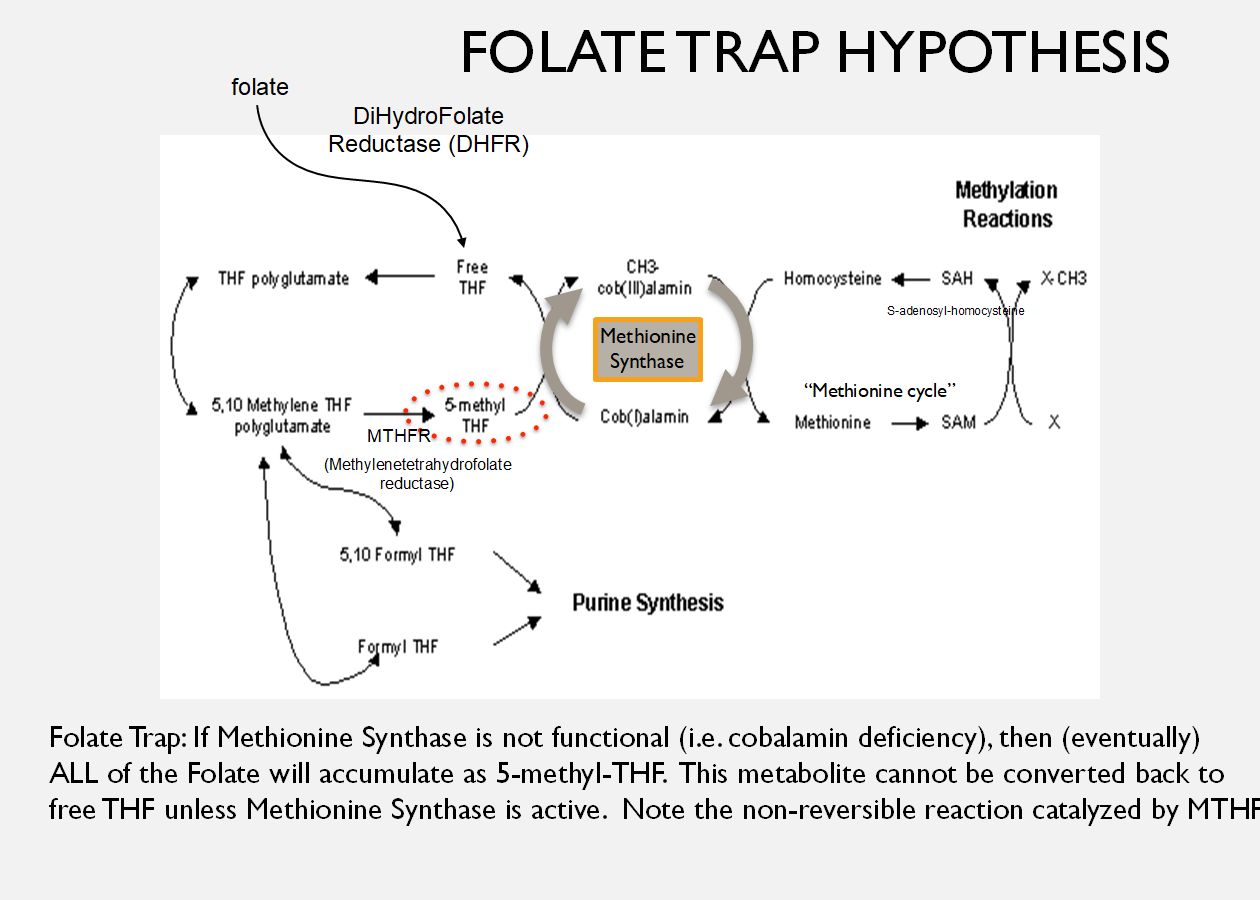 FOLATE TRAP HYPOTHESIS
folate
DiHydroFolate
Reductase (DHFR)
Methylation
Reactions
THF polyglutamate
Free
THF
CH3-
cob(III)alamin
Homocysteine
SAH
X-CH3
S-adenosyl-homocysteine
Methionine
Synthase
"Methionine cycle"
5,10 Methylene THF
polyglutamate
MTHFR
5-methyl
THF
Cob(I)alamin
Methionine
SAM
X
(Methylenetetrahydrofolate
reductase)
5,10 Formyl THF
Purine Synthesis
Formyl THF
Folate Trap: If Methionine Synthase is not functional (i.e. cobalamin deficiency), then (eventually)
ALL of the Folate will accumulate as 5-methyl-THF. This metabolite cannot be converted back to
free THF unless Methionine Synthase is active. Note the non-reversible reaction catalyzed by MTHF